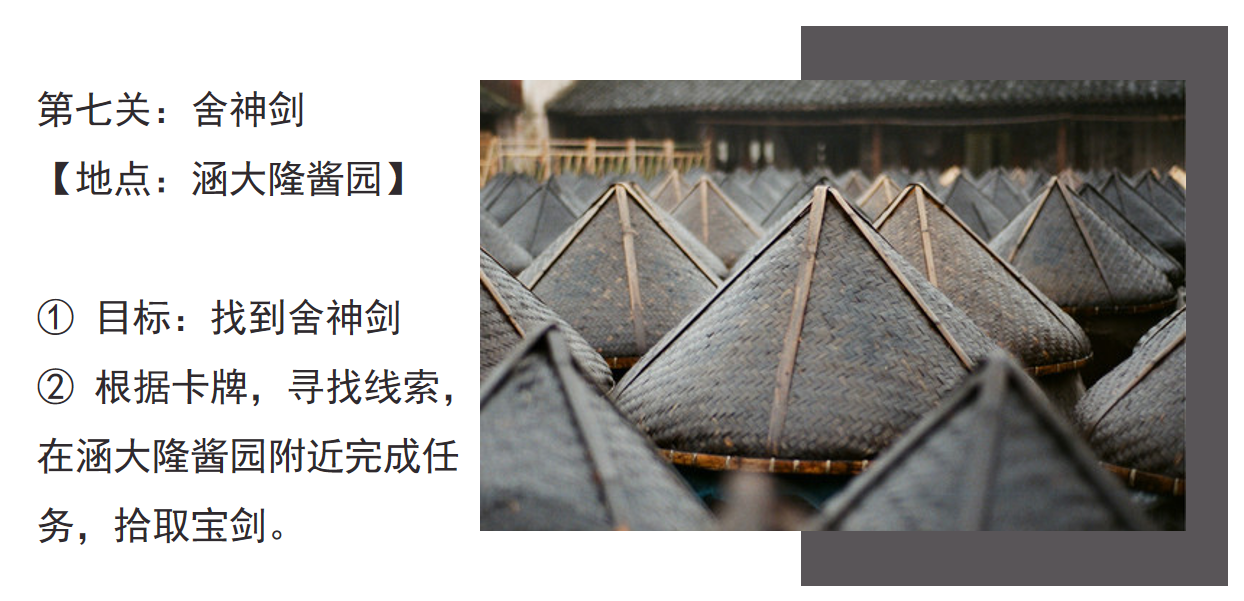 第七关：舍神剑
【地点：涵大隆酱园】
① 目标：找到舍神剑
② 根据卡牌，寻找线索，
在涵大隆酱园附近完成任
务，拾取宝剑。